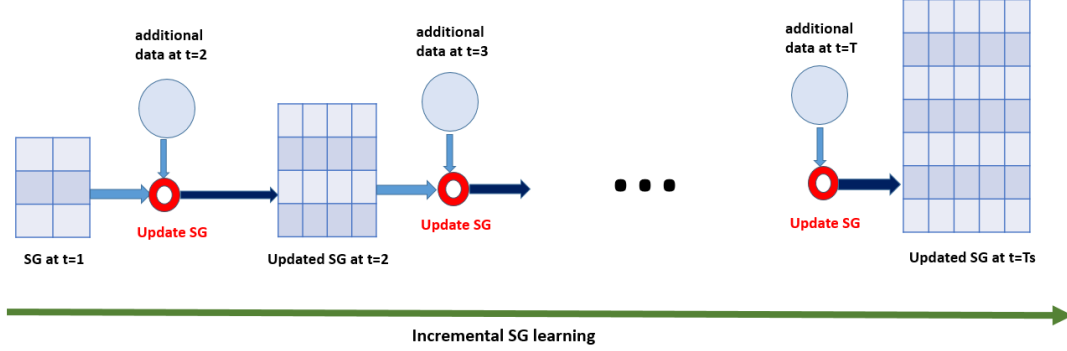 additional
data at t=2
additional
data at t=3
additional
data at t=T
Update SG
Update SG
Update SG
SG at t=1
Updated SG at t=2
Updated SG at t=Ts
Incremental SG learning